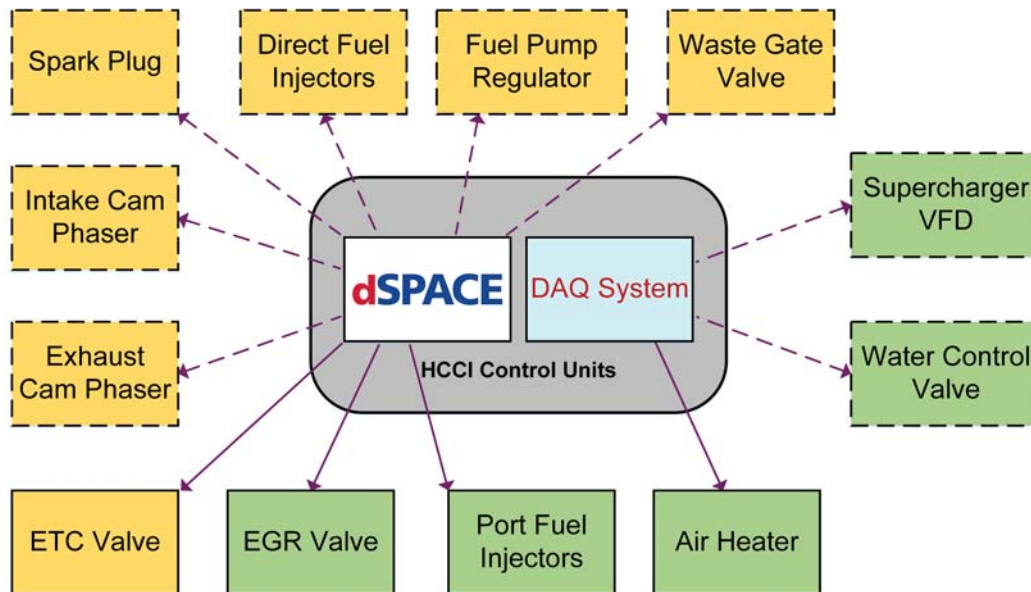 Spark Plug
Direct Fuel
Injectors
Fuel Pump
Regulator
Waste Gate
Valve
Intake Cam
Phaser
Supercharger
VFD
dSPACE
DAQ System
HCCI Control Units
Exhaust
Cam Phaser
Water Control
Valve
ETC Valve
EGR Valve
Port Fuel
Injectors
Air Heater